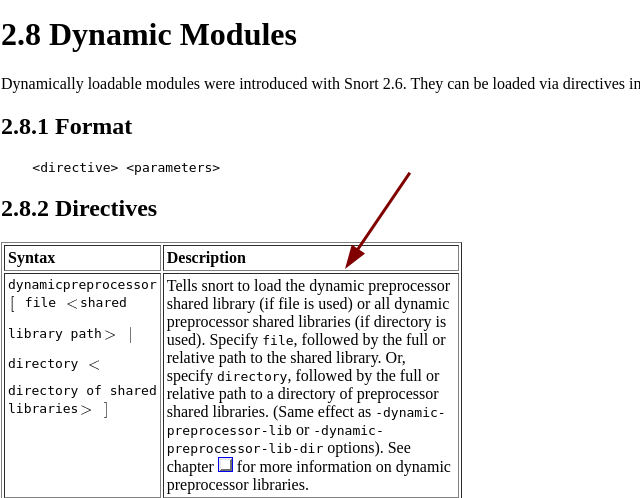 2.8 Dynamic Modules
Dynamically loadable modules were introduced with Snort 2.6. They can be loaded via directives in
2.8.1 Format
<directive> <parameters>
2.8.2 Directives
Syntax
Description
dynamicpreprocessor
[ file <shared
library path> |
directory <
directory of shared
libraries> ]
Tells snort to load the dynamic preprocessor
shared library (if file is used) or all dynamic
preprocessor shared libraries (if directory is
used). Specify file, followed by the full or
relative path to the shared library. Or,
specify directory, followed by the full or
relative path to a directory of preprocessor
shared libraries. (Same effect as -dynamic-
preprocessor-lib or -dynamic-
preprocessor-lib-dir options). See
chapter for more information on dynamic
preprocessor libraries.